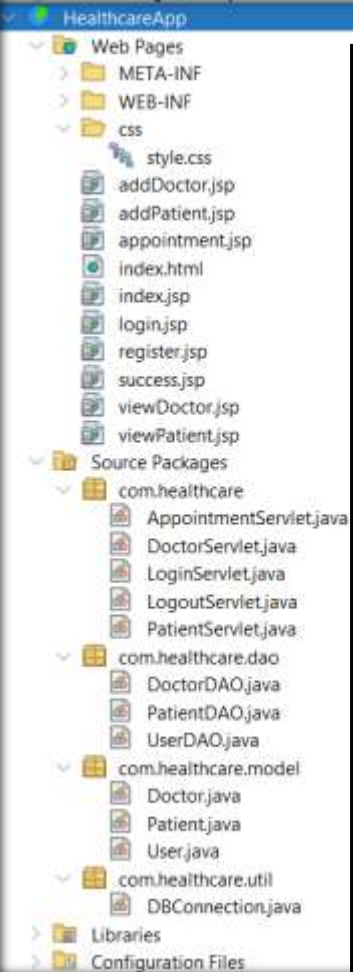 HealthcareApp
Web Pages
META-INF
WEB-INF
css
style.css
addDoctor.jsp
addPatient.jsp
appointment.jsp
index.html
index.jsp
login.jsp
register.jsp
success.jsp
viewDoctor.jsp
viewPatient.jsp
Source Packages
com.healthcare
AppointmentServlet.java
DoctorServlet.java
LoginServlet.java
LogoutServlet.java
PatientServlet.java
com.healthcare.dao
DoctorDAO.java
PatientDAO.java
UserDAO.java
com.healthcare.model
Doctor.java
Patient.java
User.java
com.healthcare.util
DBConnection.java
Libraries
Configuration Files